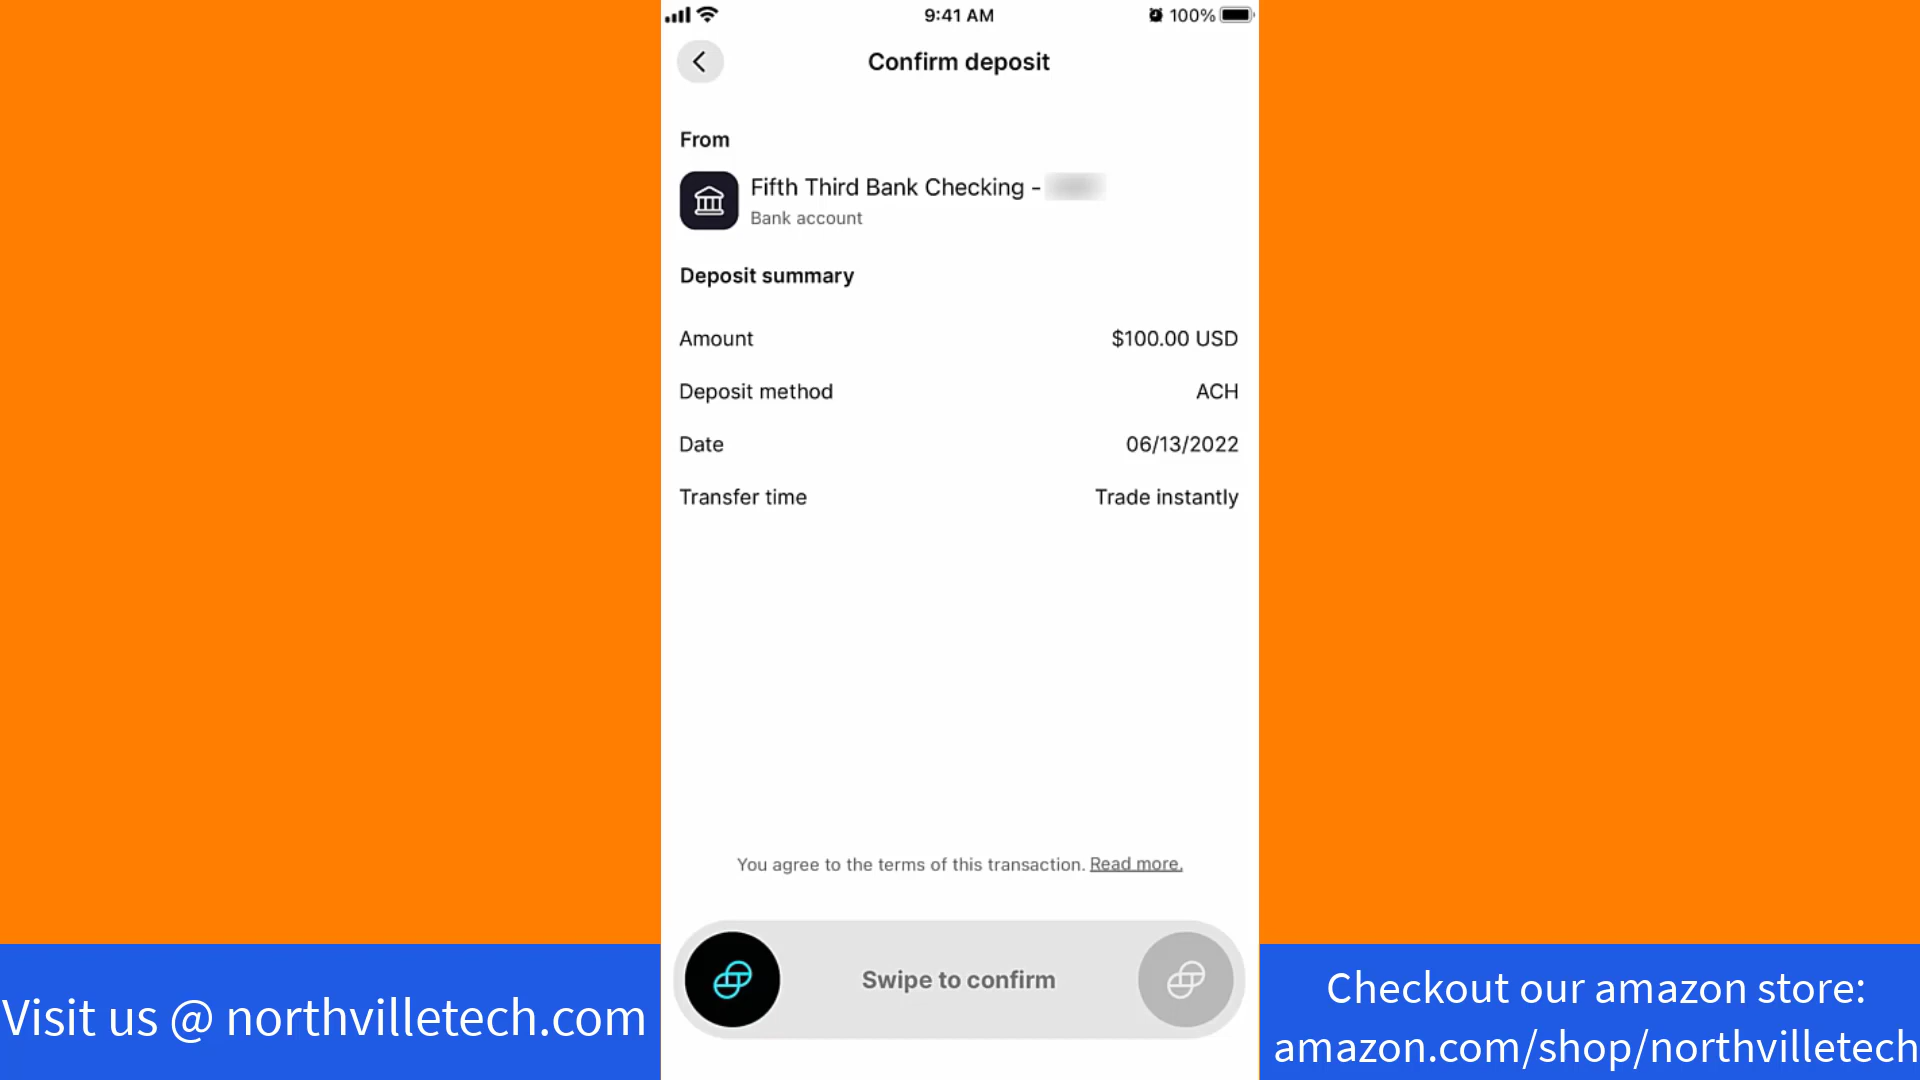 9:41 AM
100%
Confirm deposit
From
Fifth Third Bank Checking -
Bank account
Deposit summary
Amount
$100.00 USD
Deposit method
ACH
Date
06/13/2022
Transfer time
Trade instantly
You agree to the terms of this transaction. Read more.
Swipe to confirm
Visit us @ northvilletech.com
Checkout our amazon store:
amazon.com/shop/northvilletech